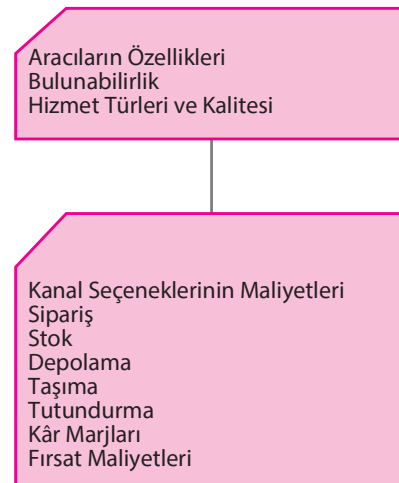 Aracıların Özellikleri
Bulunabilirlik
Hizmet Türleri ve Kalitesi
Kanal Seçeneklerinin Maliyetleri
Sipariş
Stok
Depolama
Taşıma
Tutundurma
Kâr Marjları
Fırsat Maliyetleri